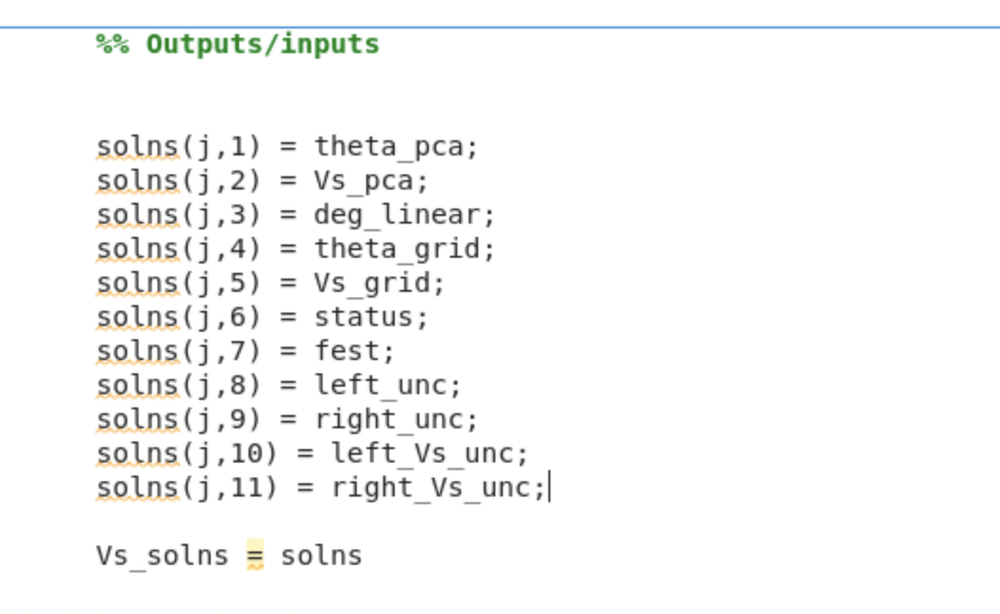 %% Outputs/inputs
solns(j,1) = theta_pca;
solns(j,2) = Vs_pca;
solns(j,3) = deg_linear;
solns(j,4) = theta_grid;
solns(j,5) = Vs_grid;
solns(j,6) = status;
solns(j,7) = fest;
solns(j,8) = left_unc;
solns(j,9) = right_unc;
solns(j,10) = left_Vs_unc;
solns(j,11) = right_Vs_unc;
Vs_solns = solns